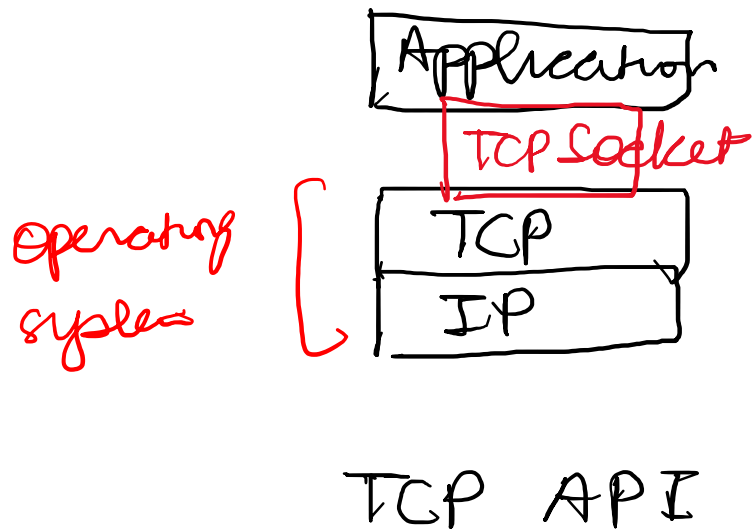 Application
TCP Socket
TCP
IP
operating
system
TCP API